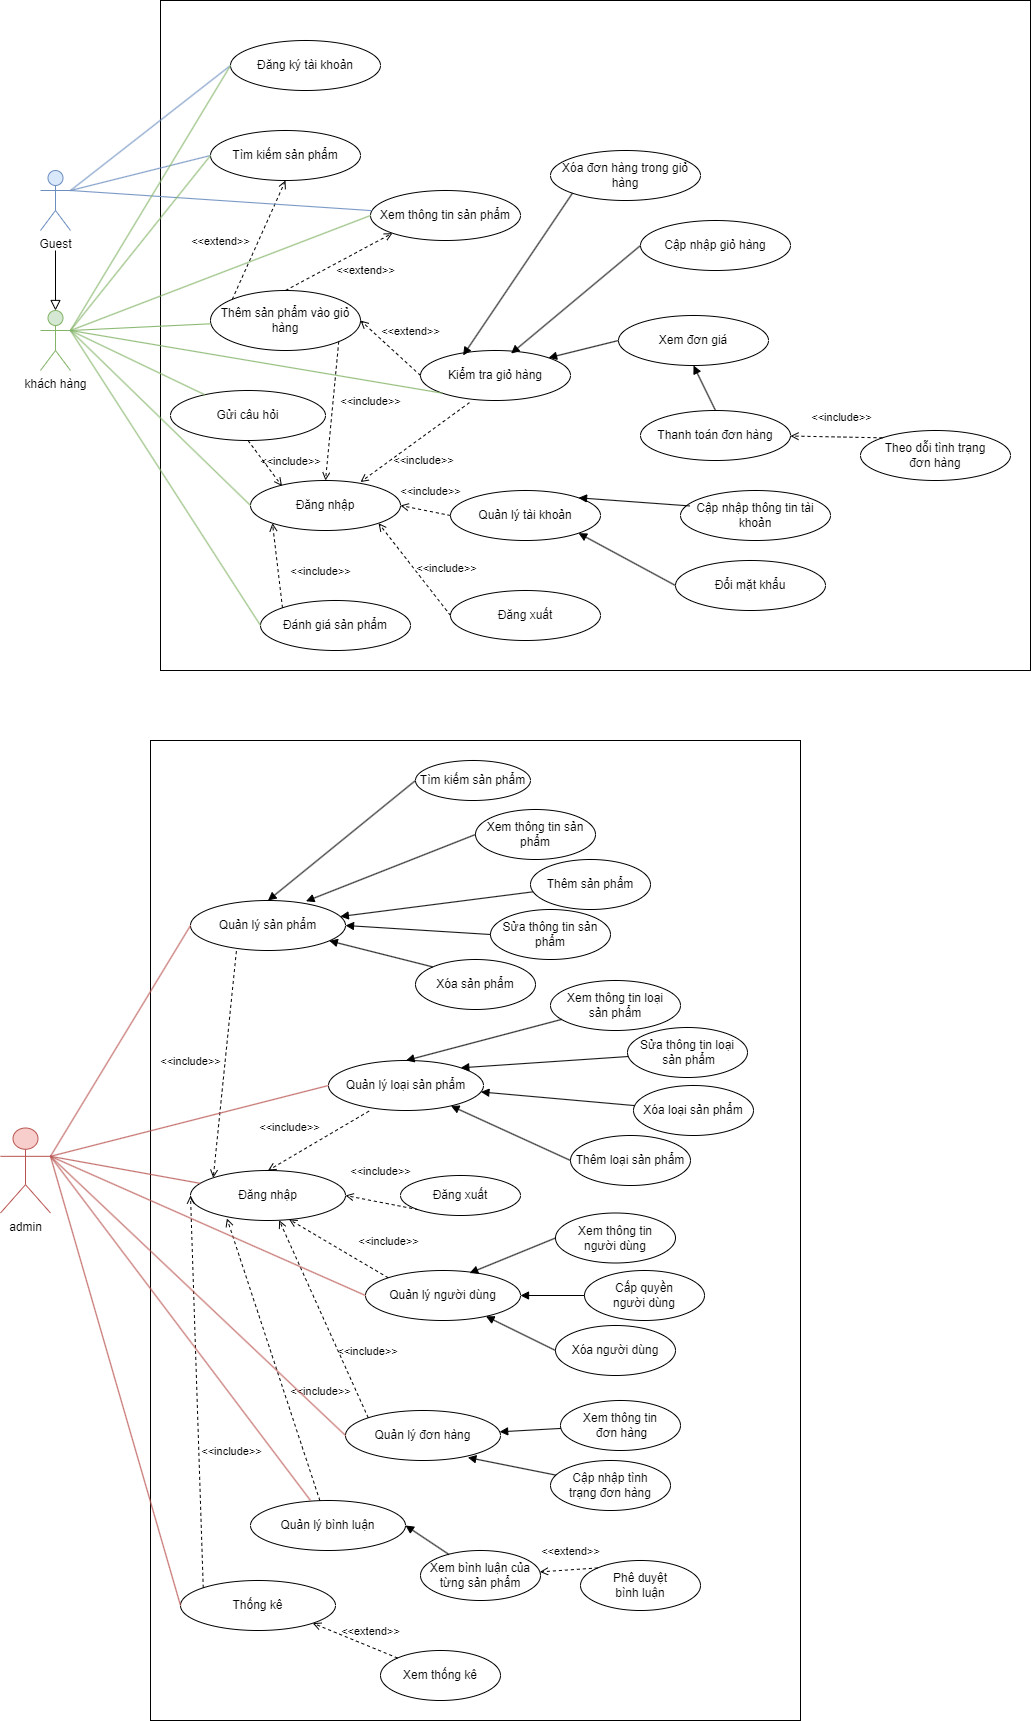 Đăng ký tài khoản
Tìm kiếm sản phẩm
Xóa đơn hàng trong giỏ
hàng
Xem thông tin sản phẩm
Guest
<<extend>>
Cập nhập giỏ hàng
<<extend>>
Thêm sản phẩm vào giỏ
hàng
<<extend>>
Xem đơn giá
khách hàng
Kiểm tra giỏ hàng
<<include>>
Gửi câu hỏi
Thanh toán đơn hàng
<<include>>
Theo dõi tình trạng
đơn hàng
<<include>>
<<include>>
Đăng nhập
<<include>>
Quản lý tài khoản
Cập nhập thông tin tài
khoản
<<include>>
<<include>>
Đổi mật khẩu
Đánh giá sản phẩm
Đăng xuất
Tìm kiếm sản phẩm
Xem thông tin sản
phẩm
Thêm sản phẩm
Quản lý sản phẩm
Sửa thông tin sản
phẩm
Xóa sản phẩm
Xem thông tin loại
sản phẩm
<<include>>
Sửa thông tin loại
sản phẩm
Quản lý loại sản phẩm
Xóa loại sản phẩm
<<include>>
Thêm loại sản phẩm
admin
<<include>>
Đăng nhập
Đăng xuất
<<include>>
Xem thông tin
người dùng
Quản lý người dùng
Cấp quyền
người dùng
Xóa người dùng
<<include>>
<<include>>
Xem thông tin
đơn hàng
Quản lý đơn hàng
<<include>>
Cập nhập tình
trạng đơn hàng
Quản lý bình luận
<<extend>>
Xem bình luận của
từng sản phẩm
Phê duyệt
bình luận
Thống kê
<<extend>>
Xem thống kê